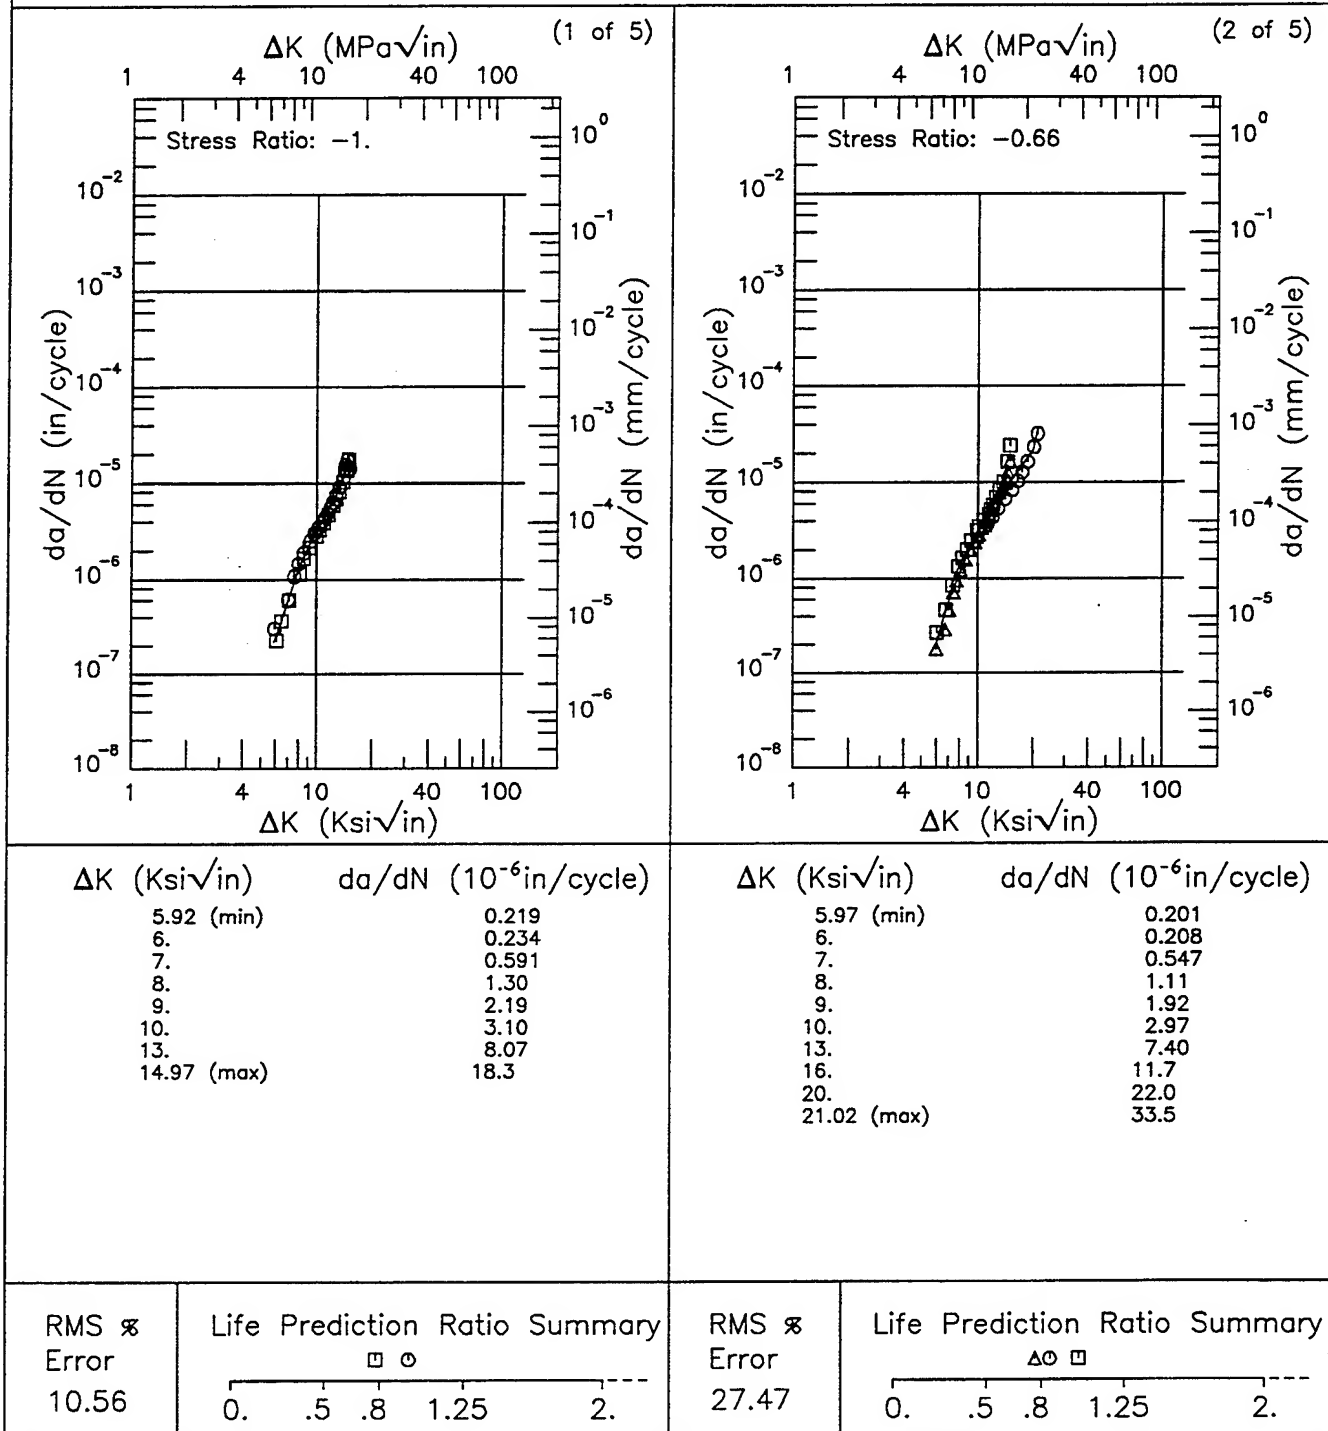 (1 of 5)
ΔK (MPa√in)
1 4 10 40 100
Stress Ratio: -1.
10⁰
10⁻¹
10⁻²
10⁻³
10⁻⁴
10⁻⁵
10⁻⁶
da/dN (mm/cycle)
10⁻²
10⁻³
10⁻⁴
10⁻⁵
10⁻⁶
10⁻⁷
10⁻⁸
da/dN (in/cycle)
1 4 10 40 100
ΔK (Ksi√in)
ΔK (Ksi√in) da/dN (10⁻⁶in/cycle)
5.92 (min) 0.219
6. 0.234
7. 0.591
8. 1.30
9. 2.19
10. 3.10
13. 8.07
14.97 (max) 18.3
RMS % Error
10.56
Life Prediction Ratio Summary
0. .5 .8 1.25 2.
(2 of 5)
ΔK (MPa√in)
1 4 10 40 100
Stress Ratio: -0.66
10⁰
10⁻¹
10⁻²
10⁻³
10⁻⁴
10⁻⁵
10⁻⁶
da/dN (mm/cycle)
10⁻²
10⁻³
10⁻⁴
10⁻⁵
10⁻⁶
10⁻⁷
10⁻⁸
da/dN (in/cycle)
1 4 10 40 100
ΔK (Ksi√in)
ΔK (Ksi√in) da/dN (10⁻⁶in/cycle)
5.97 (min) 0.201
6. 0.208
7. 0.547
8. 1.11
9. 1.92
10. 2.97
13. 7.40
16. 11.7
20. 22.0
21.02 (max) 33.5
RMS % Error
27.47
Life Prediction Ratio Summary
0. .5 .8 1.25 2.